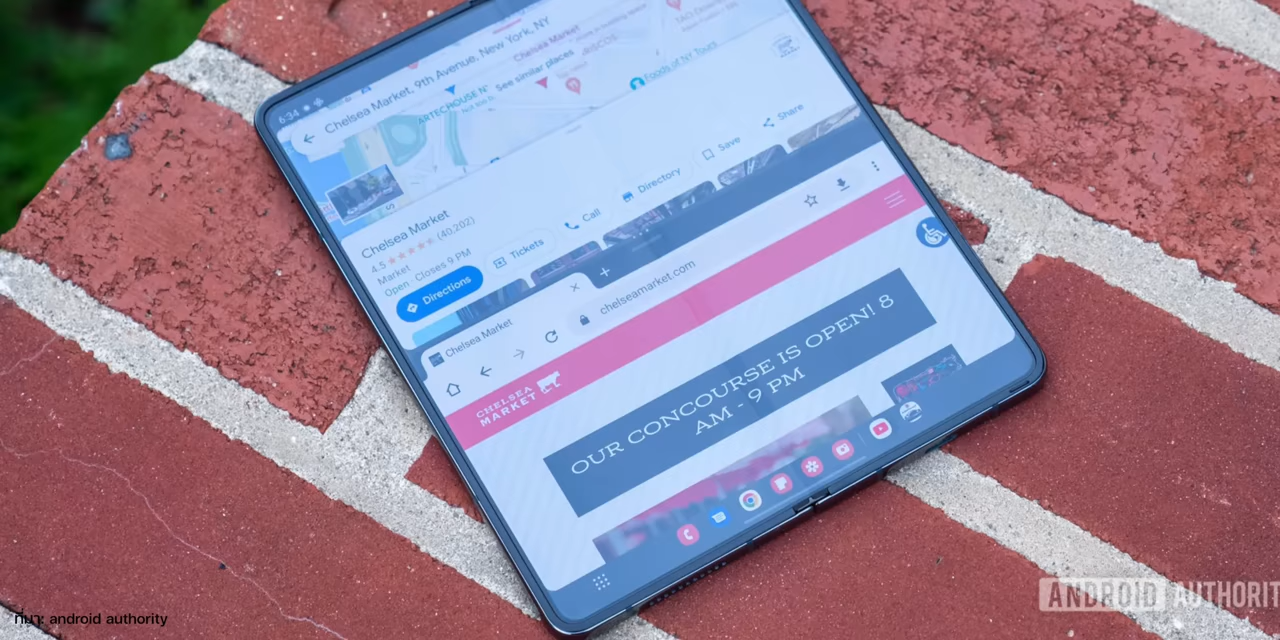 6:34
Chelsea Market, 9th Avenue, New York, NY
Chelsea Market
See similar places
ARTECHOUSE N
Foods of NY Tours
Chelsea Market
4.5 (40,202)
Market
Open Closes 9 PM
Directions
Tickets
Call
Directory
Save
Share
Chelsea Market
chelseamarket.com
CHELSEA
MARKET
OUR CONCOURSE IS OPEN! 8
AM - 9 PM
ANDROID AUTHORIT
ที่มา: android authority